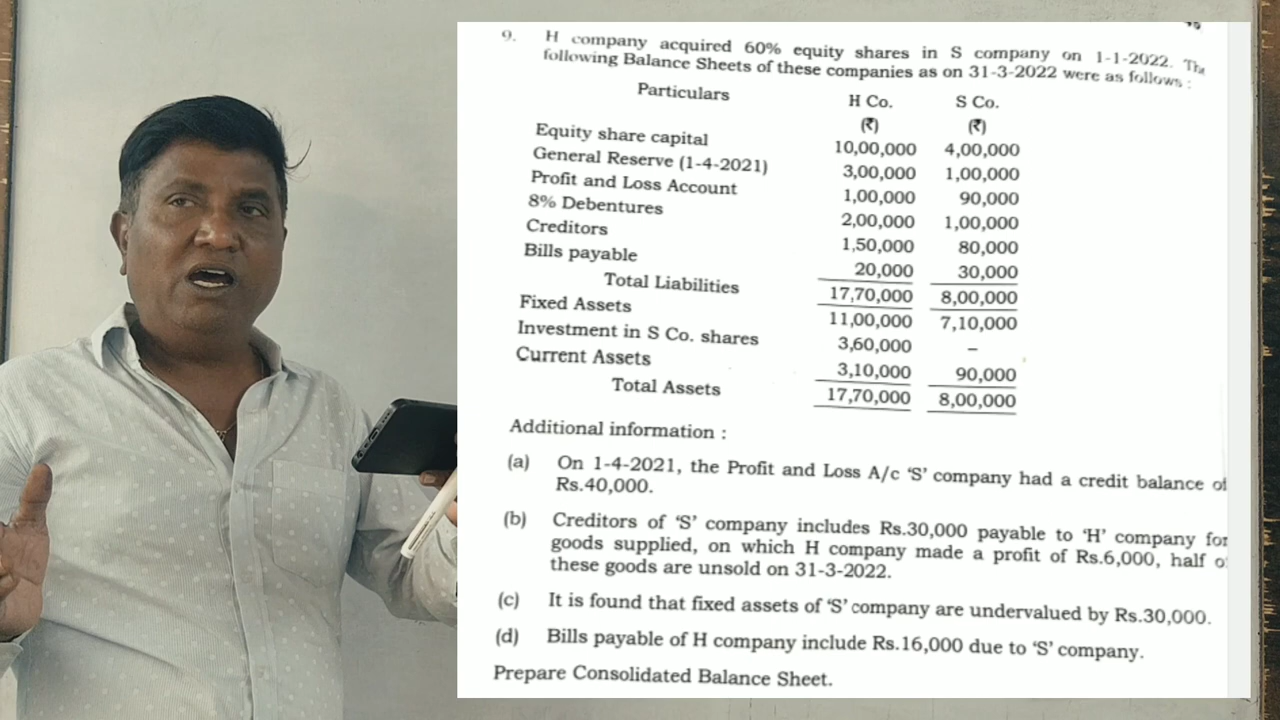 9. H company acquired 60% equity shares in S company on 1-1-2022. The
following Balance Sheets of these companies as on 31-3-2022 were as follows :
Particulars H Co. S Co.
(₹) (₹)
Equity share capital 10,00,000 4,00,000
General Reserve (1-4-2021) 3,00,000 1,00,000
Profit and Loss Account 1,00,000 90,000
8% Debentures 2,00,000 1,00,000
Creditors 1,50,000 80,000
Bills payable 20,000 30,000
Total Liabilities 17,70,000 8,00,000
Fixed Assets 11,00,000 7,10,000
Investment in S Co. shares 3,60,000 –
Current Assets 3,10,000 90,000
Total Assets 17,70,000 8,00,000
Additional information :
(a) On 1-4-2021, the Profit and Loss A/c 'S' company had a credit balance of
Rs.40,000.
(b) Creditors of 'S' company includes Rs.30,000 payable to 'H' company for
goods supplied, on which H company made a profit of Rs.6,000, half o
these goods are unsold on 31-3-2022.
(c) It is found that fixed assets of 'S' company are undervalued by Rs.30,000.
(d) Bills payable of H company include Rs.16,000 due to 'S' company.
Prepare Consolidated Balance Sheet.